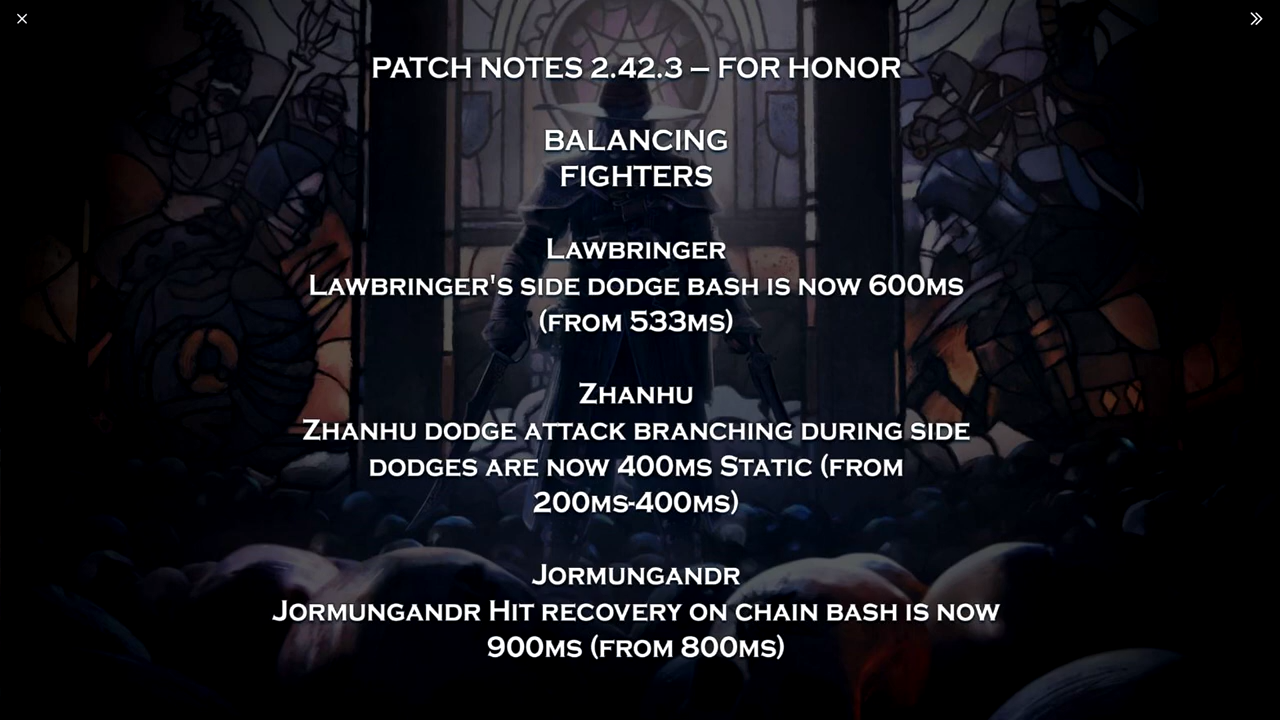 PATCH NOTES 2.42.3 – FOR HONOR
BALANCING
FIGHTERS
Lawbringer
Lawbringer's side dodge bash is now 600ms
(from 533ms)
Zhanhu
Zhanhu dodge attack branching during side
dodges are now 400ms Static (from
200ms-400ms)
Jormungandr
Jormungandr Hit recovery on chain bash is now
900ms (from 800ms)